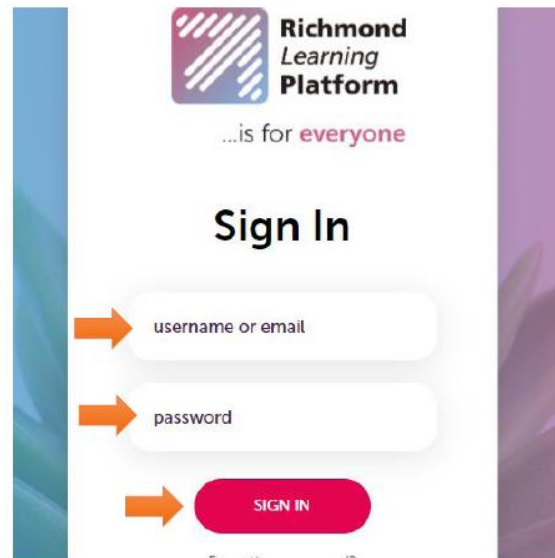 Richmond
Learning
Platform
...is for everyone
Sign In
username or email
password
SIGN IN